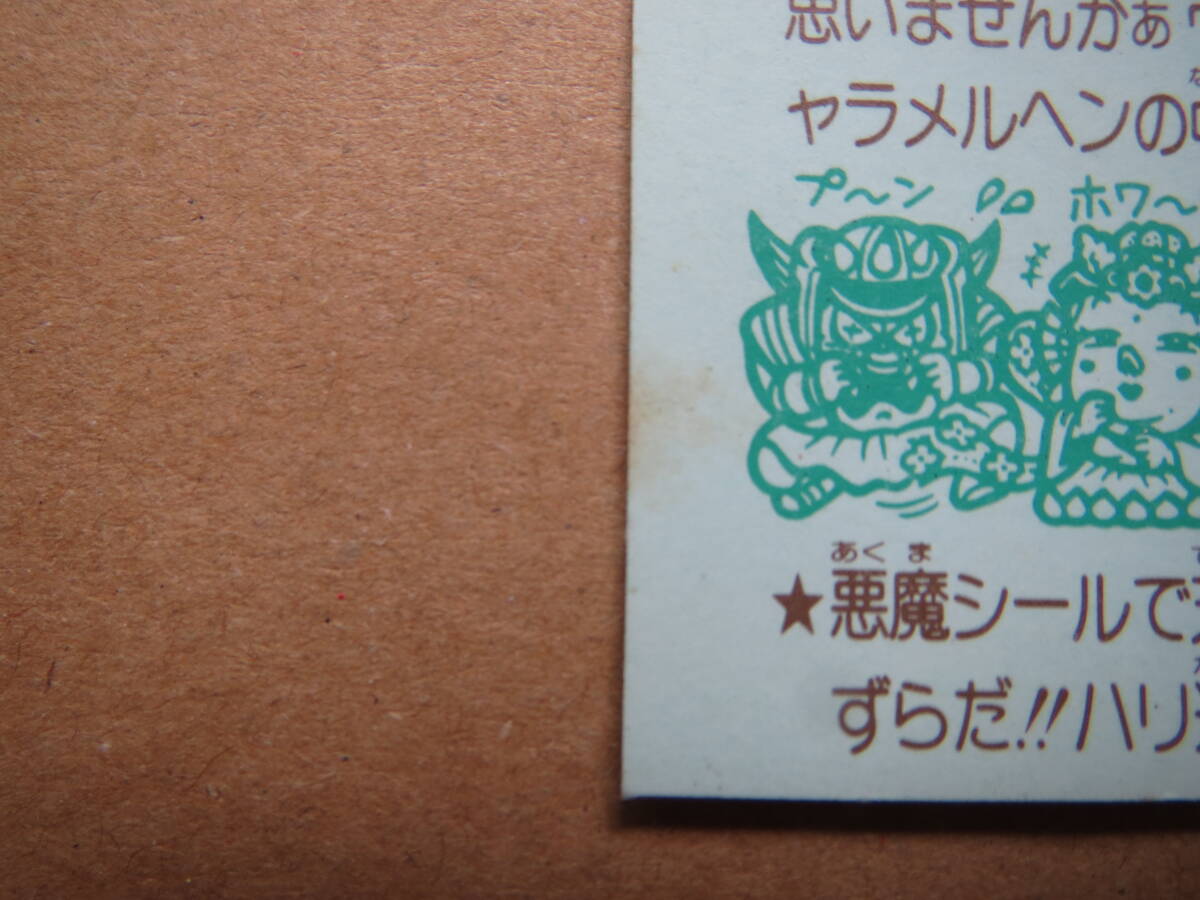 思いませんかぁ
ャラメルヘンの
プ〜ン ホワ〜
あくま
★悪魔シールで
ずらだ!!ハリ